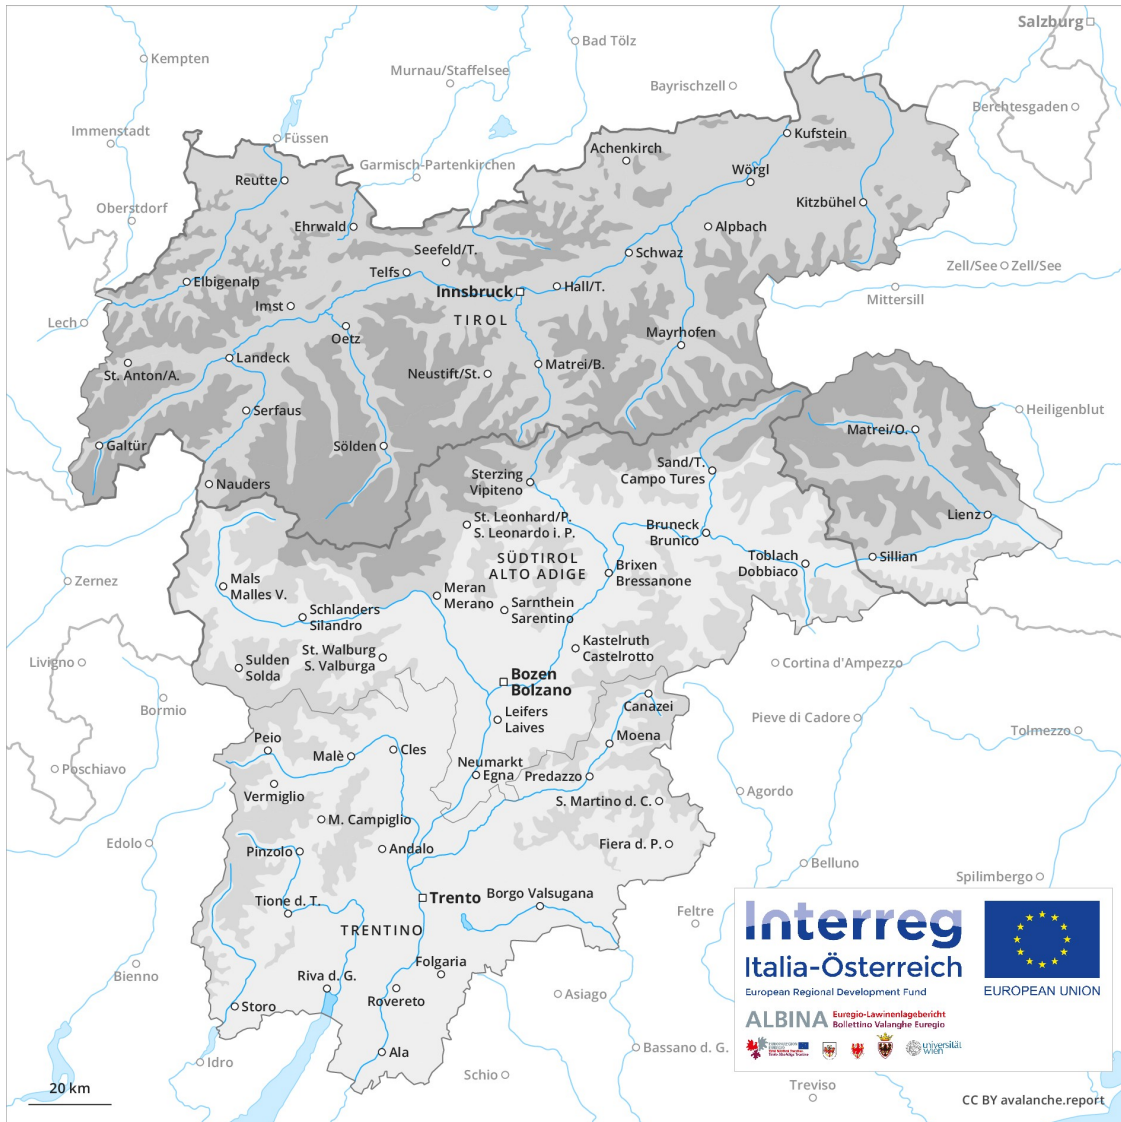 Salzburg
Bad Tölz
Kempten
Murnau/Staffelsee
Bayrischzell
Berchtesgaden
Immenstadt
Füssen
Kufstein
Achenkirch
Garmisch-Partenkirchen
Wörgl
Reutte
Oberstdorf
Kitzbühel
Ehrwald
Alpbach
Seefeld/T.
Schwaz
Telfs
Zell/See
Zell/See
Elbigenalp
Innsbruck
Hall/T.
Mittersill
Imst
TIROL
Lech
Oetz
Mayrhofen
Landeck
St. Anton/A.
Neustift/St.
Matrei/B.
Serfaus
Heiligenblut
Matrei/O.
Galtür
Sölden
Nauders
Sterzing
Vipiteno
Sand/T.
Campo Tures
St. Leonhard/P.
S. Leonardo i. P.
Lienz
Bruneck
Brunico
SÜDTIROL
ALTO ADIGE
Toblach
Dobbiaco
Sillian
Brixen
Bressanone
Zernez
Mals
Malles V.
Meran
Merano
Schlanders
Silandro
Sarnthein
Sarentino
Kastelruth
Castelrotto
St. Walburg
S. Valburga
Livigno
Sulden
Solda
Cortina d'Ampezzo
Bozen
Bolzano
Bormio
Canazei
Leifers
Laives
Pieve di Cadore
Tolmezzo
Peio
Moena
Malè
Cles
Poschiavo
Neumarkt
Egna
Predazzo
Vermiglio
Agordo
S. Martino d. C.
M. Campiglio
Edolo
Pinzolo
Andalo
Fiera d. P.
Belluno
Spilimbergo
Tione d. T.
Trento
Borgo Valsugana
Feltre
TRENTINO
Interreg
Italia-Österreich
European Regional Development Fund
EUROPEAN UNION
Folgaria
Bienno
Riva d. G.
Rovereto
Asiago
Storo
ALBINA
Euregio-Lawinenlagebericht
Bollettino Valanghe Euregio
universität
wien
Ala
Idro
Bassano d. G.
Schio
Treviso
20 km
CC BY avalanche.report